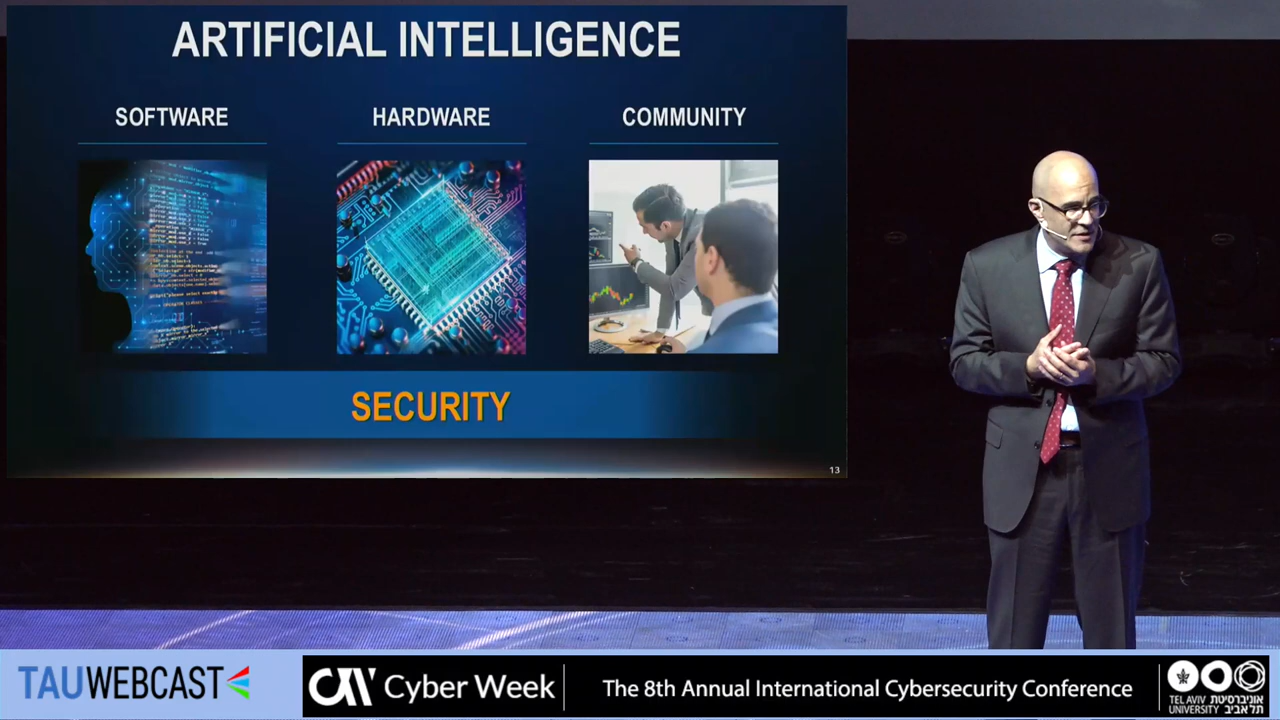 ARTIFICIAL INTELLIGENCE
SOFTWARE
HARDWARE
COMMUNITY
SECURITY
13
TAUWEBCAST
Cyber Week
The 8th Annual International Cybersecurity Conference
TEL AVIV
UNIVERSITY
אוניברסיטת
תל אביב